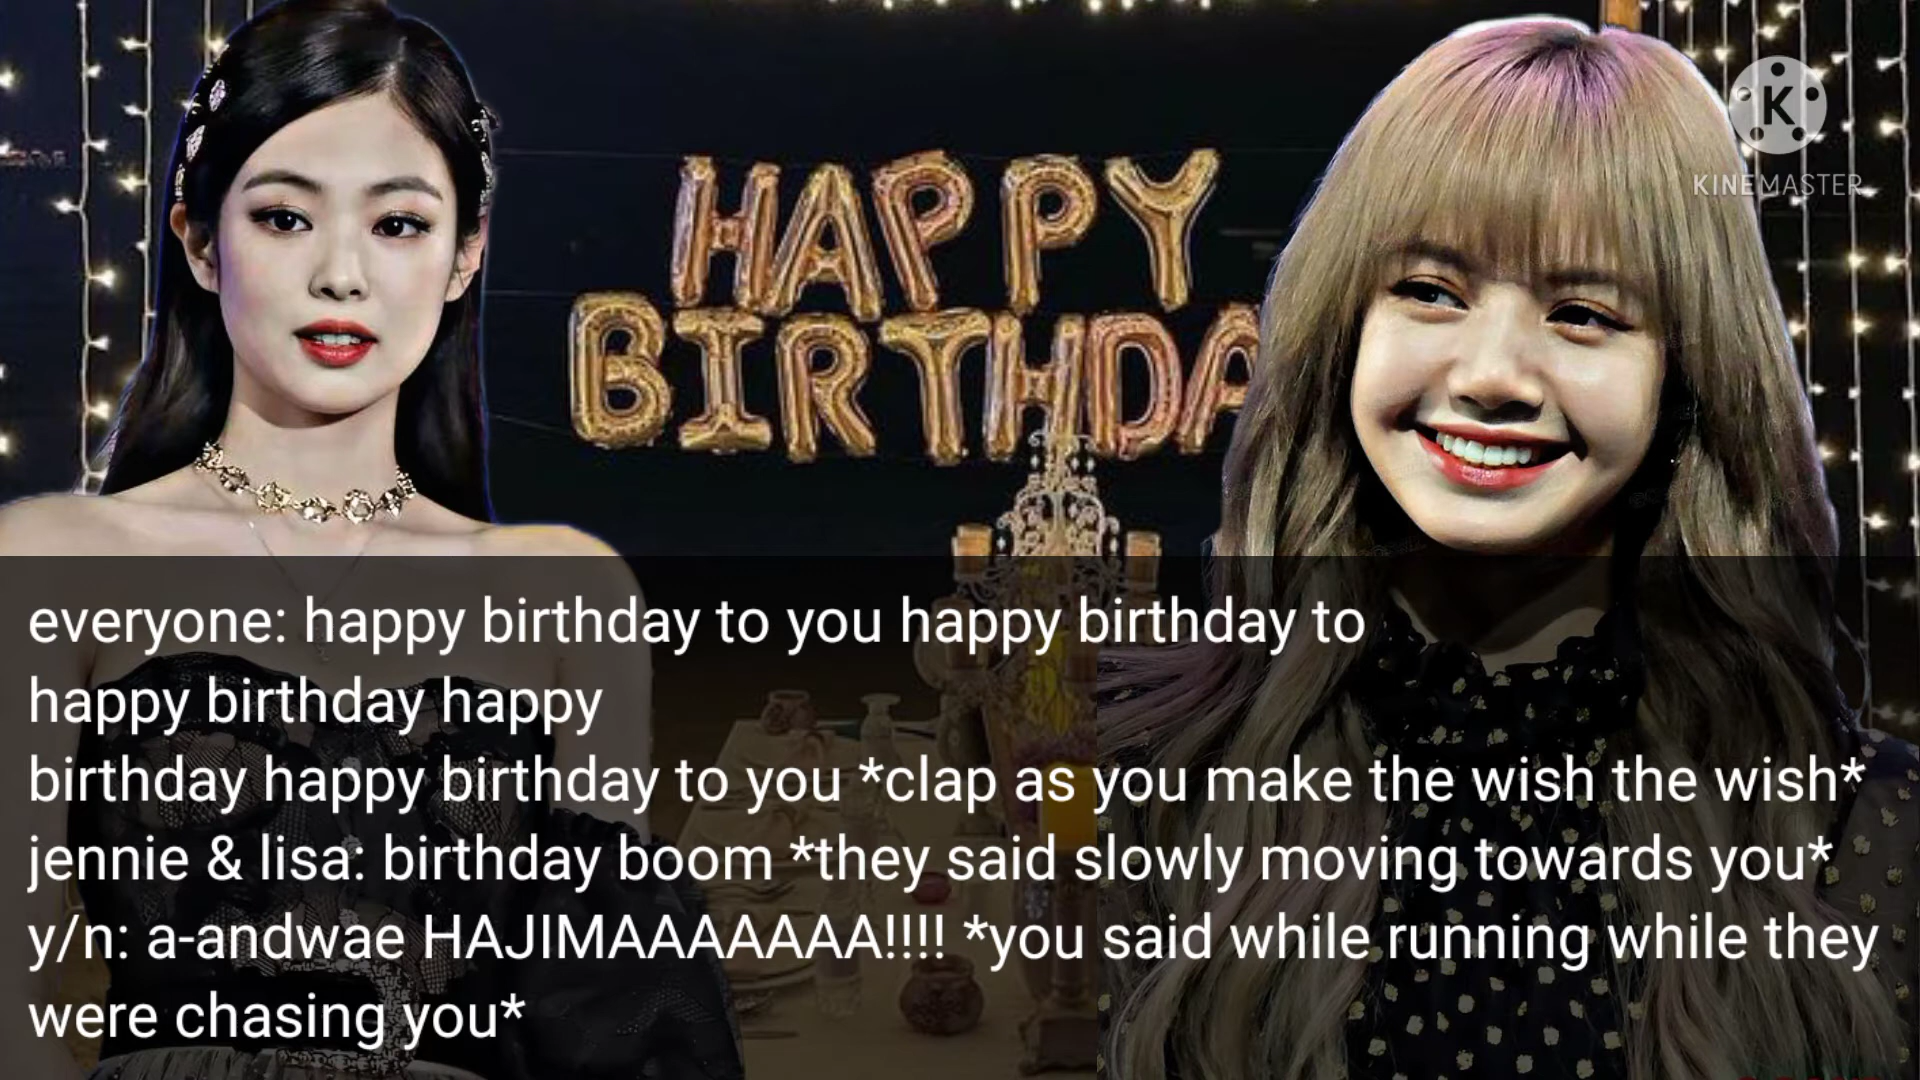 HAPPY
BIRTHDA
K
KINEMASTER
everyone: happy birthday to you happy birthday to
happy birthday happy
birthday happy birthday to you *clap as you make the wish the wish*
jennie & lisa: birthday boom *they said slowly moving towards you*
y/n: a-andwae HAJIMAAAAAAA!!!! *you said while running while they
were chasing you*